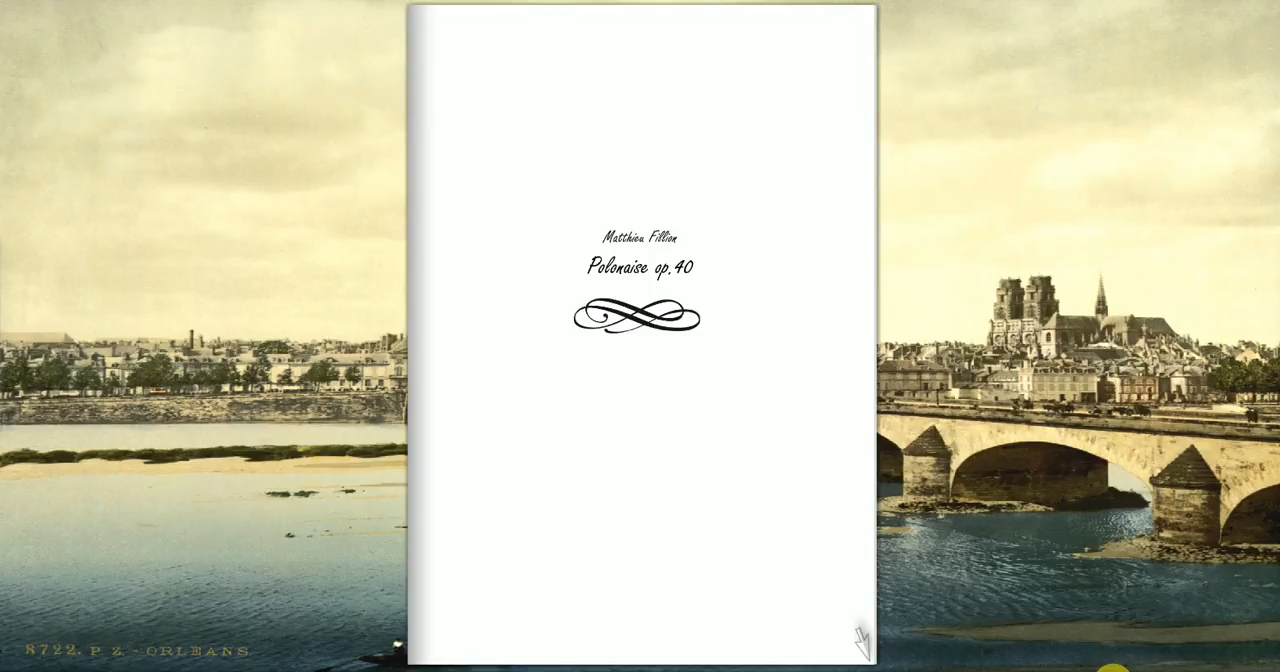 Matthieu Fillion
Polonaise op.40
8722. P. Z. - ORLEANS.